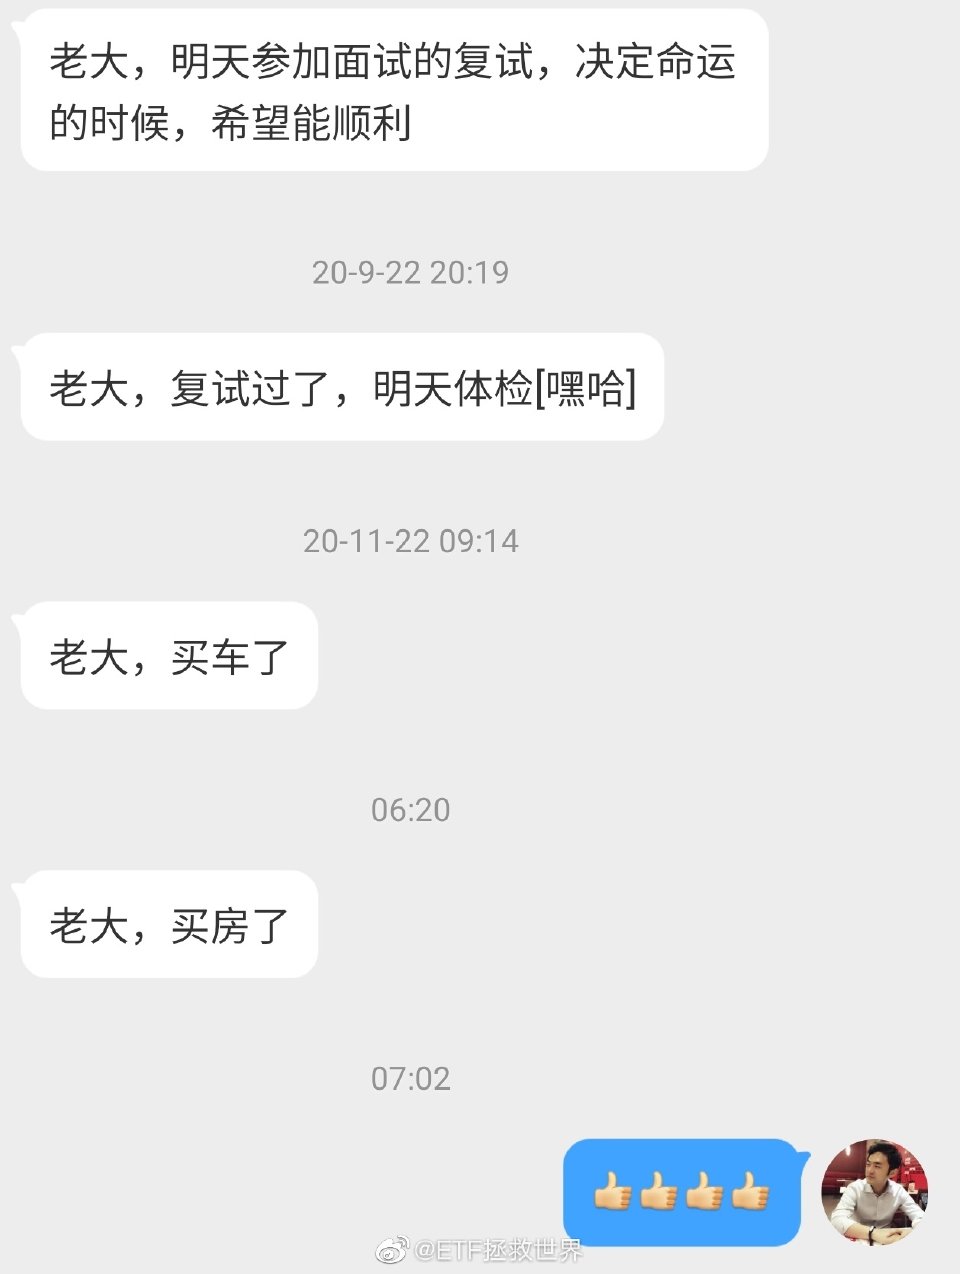 老大，明天参加面试的复试，决定命运
的时候，希望能顺利
20-9-22 20:19
老大，复试过了，明天体检[嘿哈]
20-11-22 09:14
老大，买车了
06:20
老大，买房了
07:02
👍👍👍👍
@ETF拯救世界